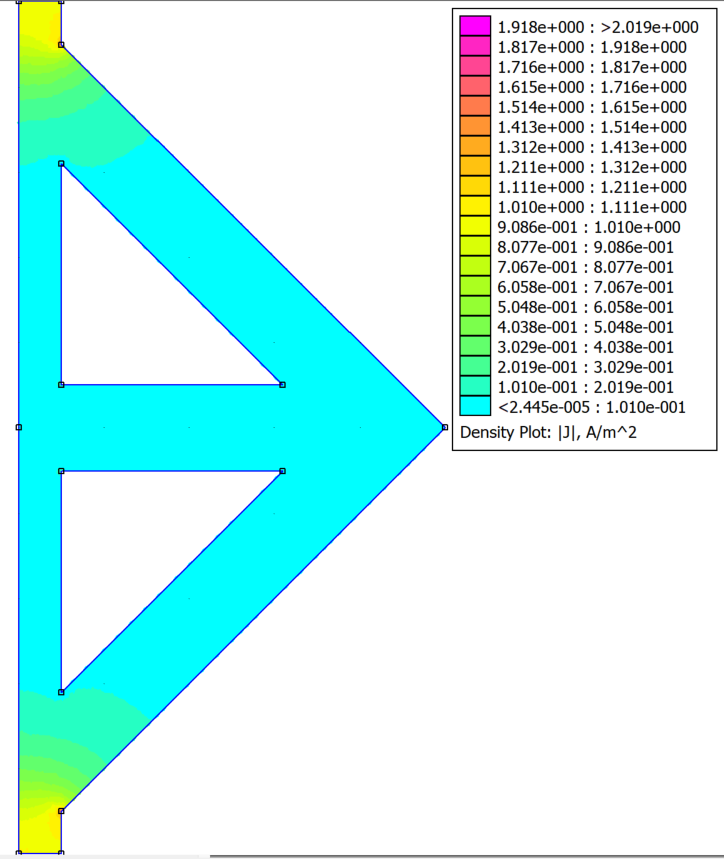 1.918e+000 : >2.019e+000
1.817e+000 : 1.918e+000
1.716e+000 : 1.817e+000
1.615e+000 : 1.716e+000
1.514e+000 : 1.615e+000
1.413e+000 : 1.514e+000
1.312e+000 : 1.413e+000
1.211e+000 : 1.312e+000
1.111e+000 : 1.211e+000
1.010e+000 : 1.111e+000
9.086e-001 : 1.010e+000
8.077e-001 : 9.086e-001
7.067e-001 : 8.077e-001
6.058e-001 : 7.067e-001
5.048e-001 : 6.058e-001
4.038e-001 : 5.048e-001
3.029e-001 : 4.038e-001
2.019e-001 : 3.029e-001
1.010e-001 : 2.019e-001
<2.445e-005 : 1.010e-001
Density Plot: |J|, A/m^2